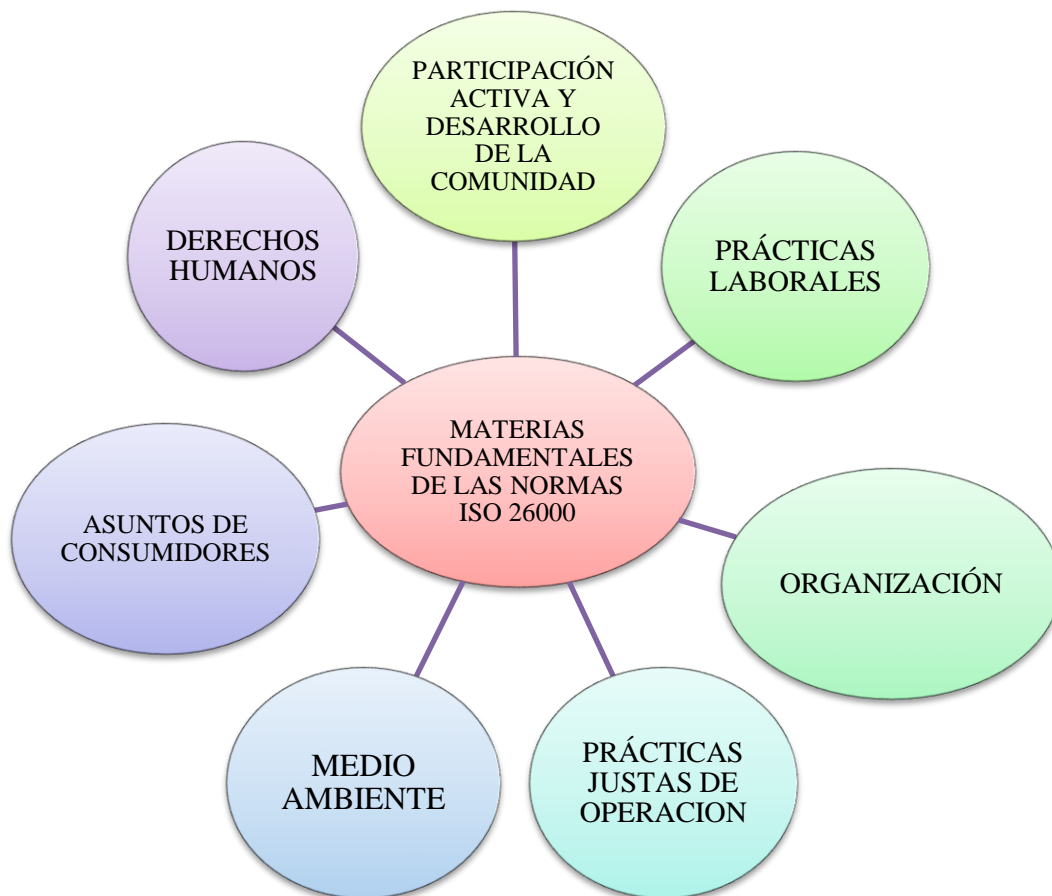 PARTICIPACIÓN
ACTIVA Y
DESARROLLO
DE LA
COMUNIDAD
DERECHOS
HUMANOS
PRÁCTICAS
LABORALES
MATERIAS
FUNDAMENTALES
DE LAS NORMAS
ISO 26000
ASUNTOS DE
CONSUMIDORES
ORGANIZACIÓN
MEDIO
AMBIENTE
PRÁCTICAS
JUSTAS DE
OPERACION